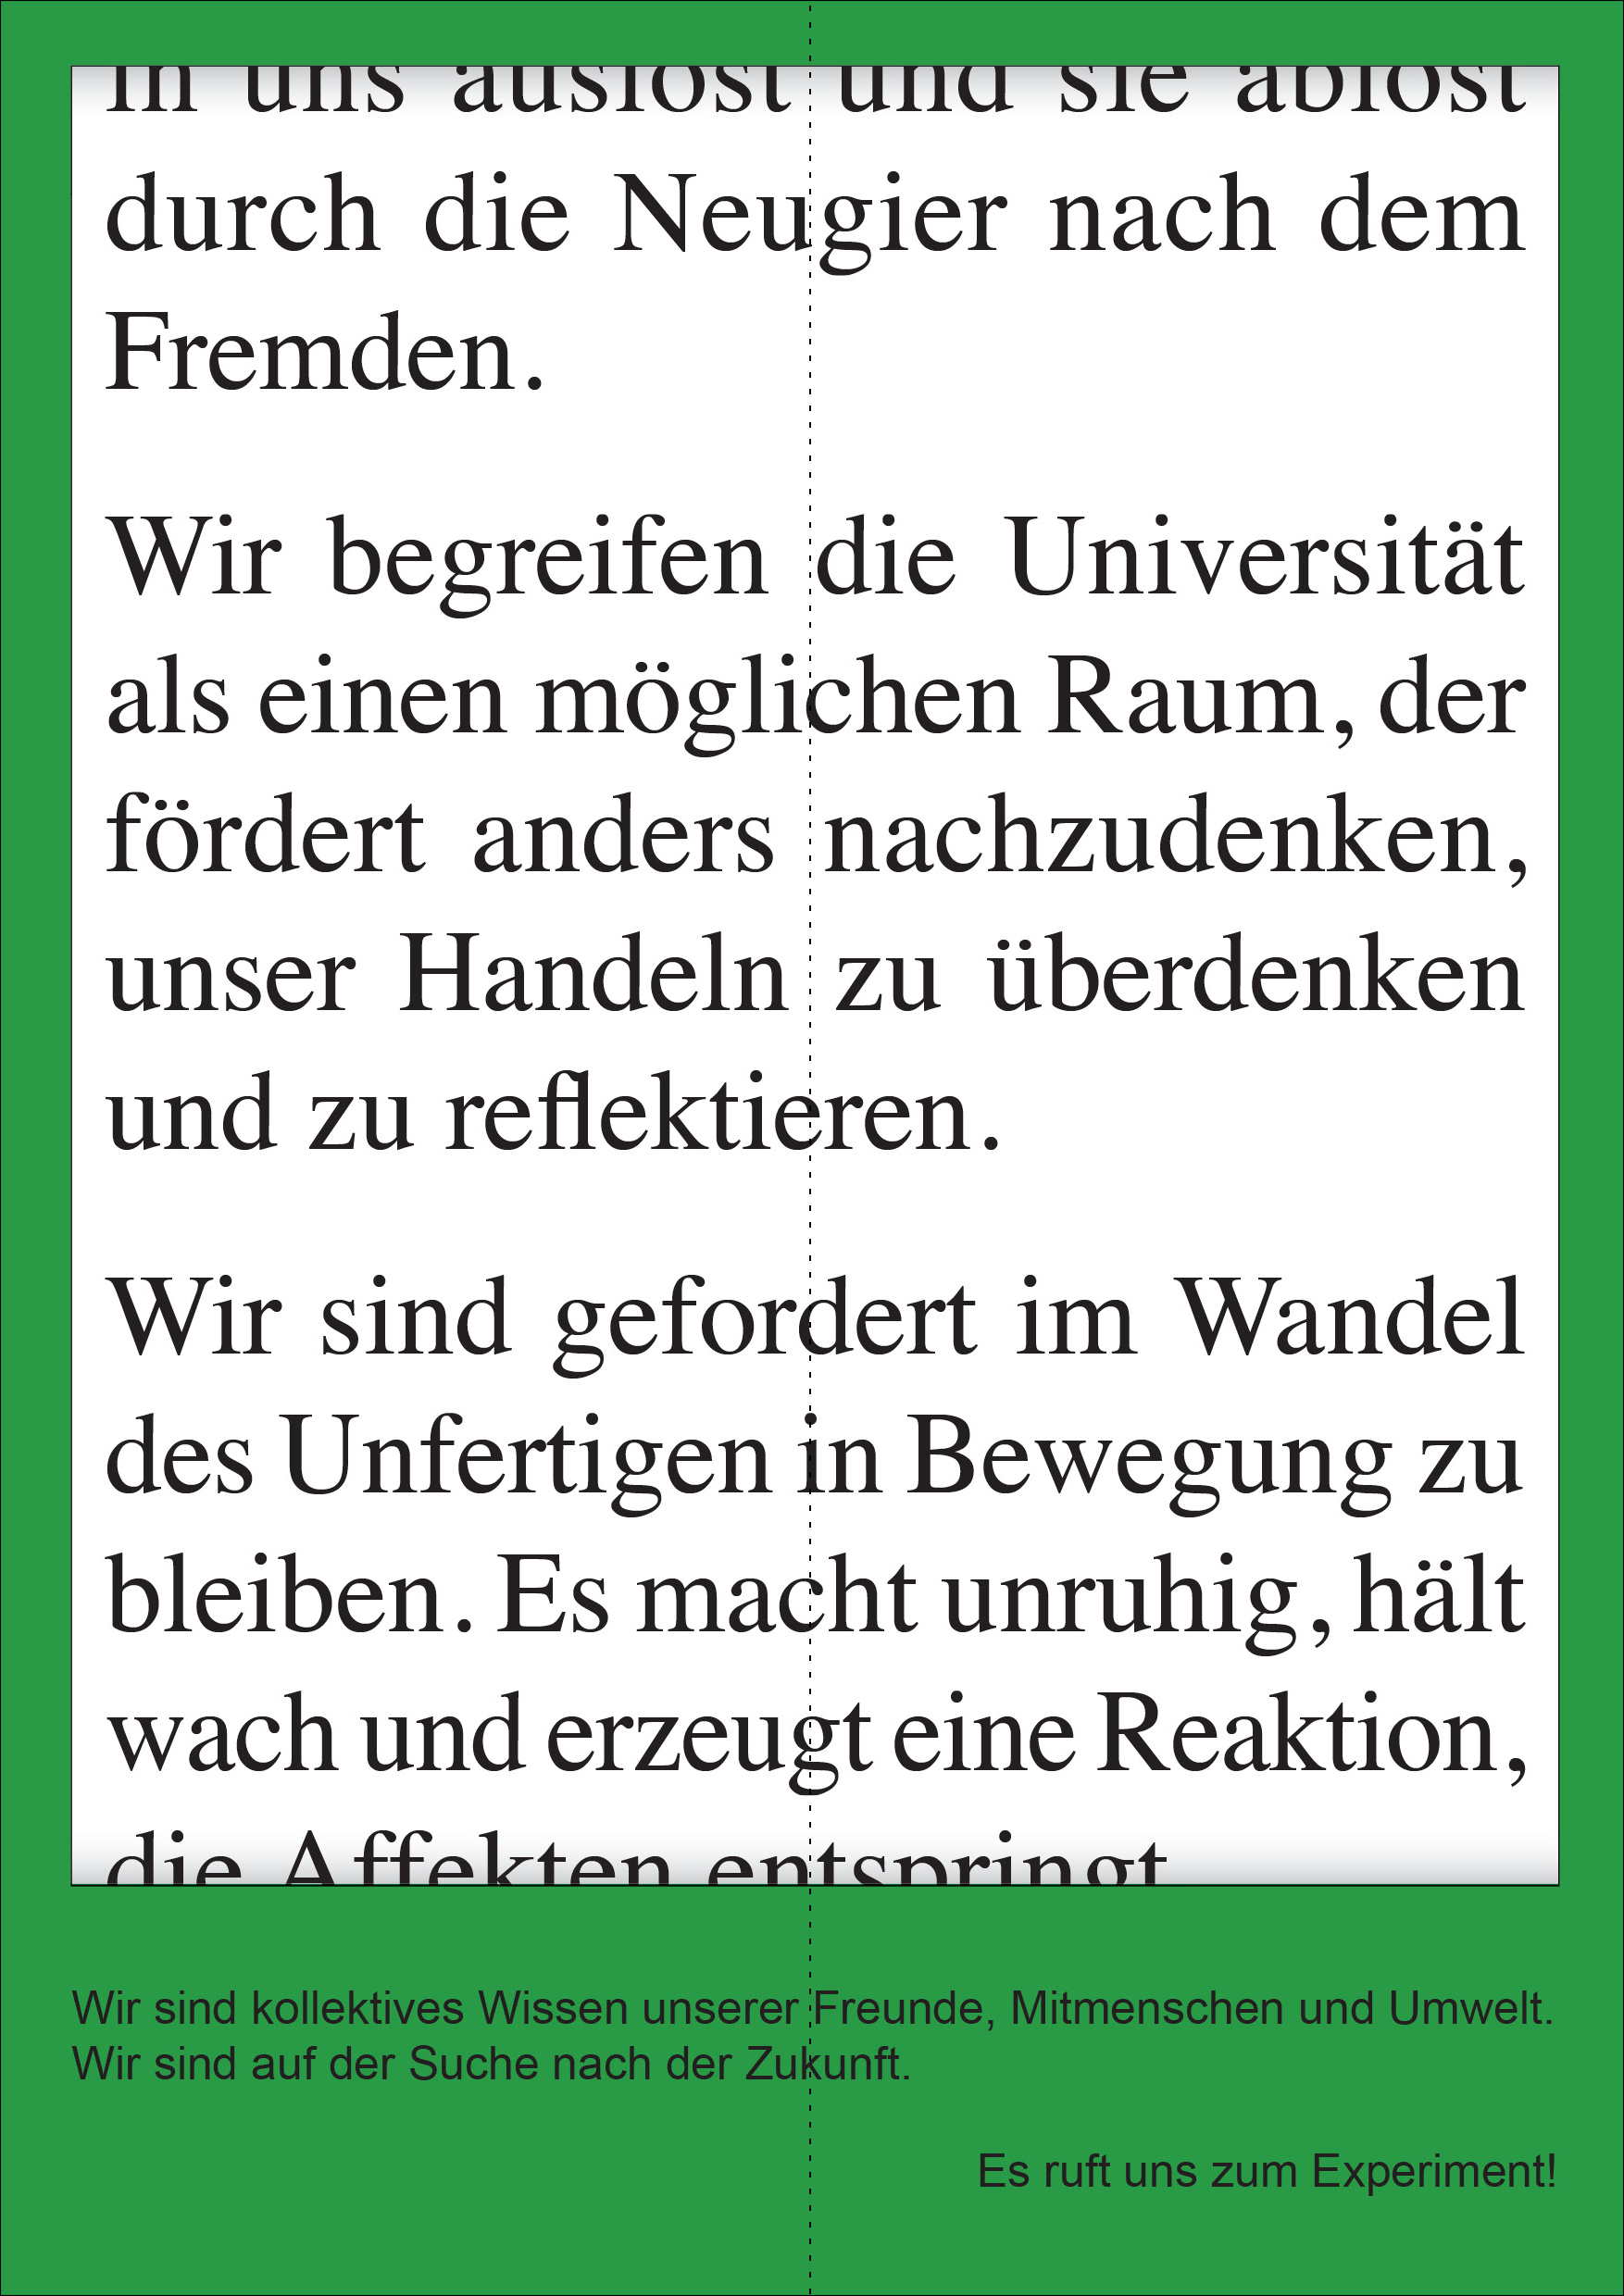 in uns auslöst und sie ablöst
durch die Neugier nach dem
Fremden.
Wir begreifen die Universität
als einen möglichen Raum, der
fördert anders nachzudenken,
unser Handeln zu überdenken
und zu reflektieren.
Wir sind gefordert im Wandel
des Unfertigen in Bewegung zu
bleiben. Es macht unruhig, hält
wach und erzeugt eine Reaktion,
die Affekten entspringt
Wir sind kollektives Wissen unserer Freunde, Mitmenschen und Umwelt.
Wir sind auf der Suche nach der Zukunft.
Es ruft uns zum Experiment!